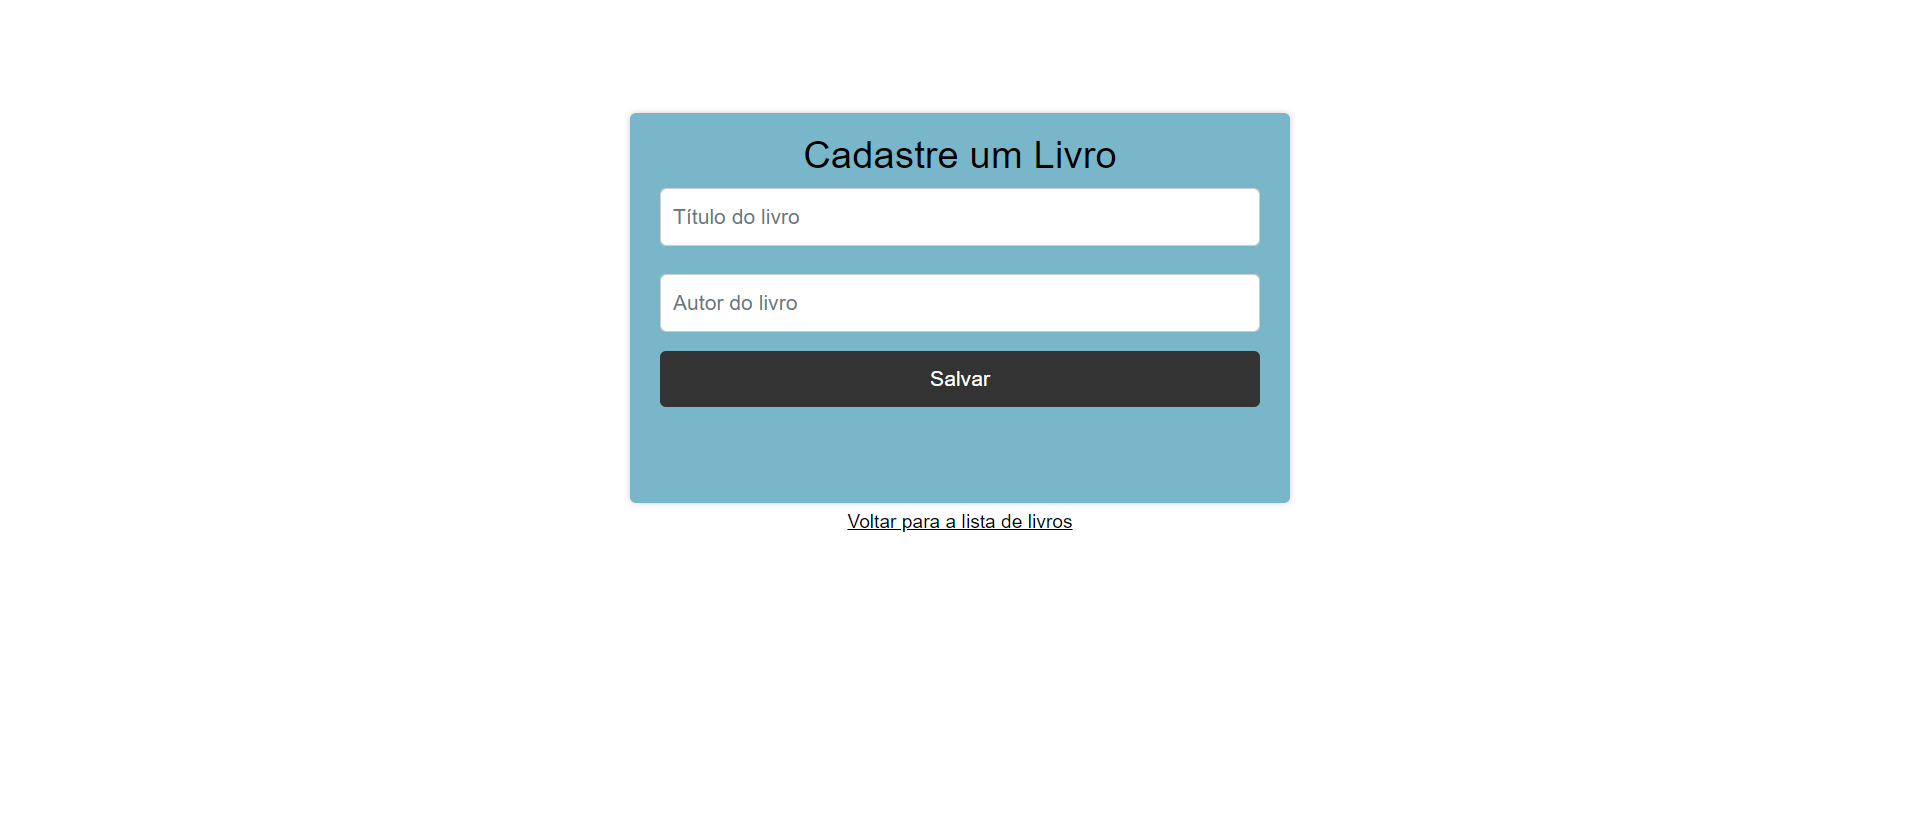 Cadastre um Livro
Título do livro
Autor do livro
Salvar
Voltar para a lista de livros